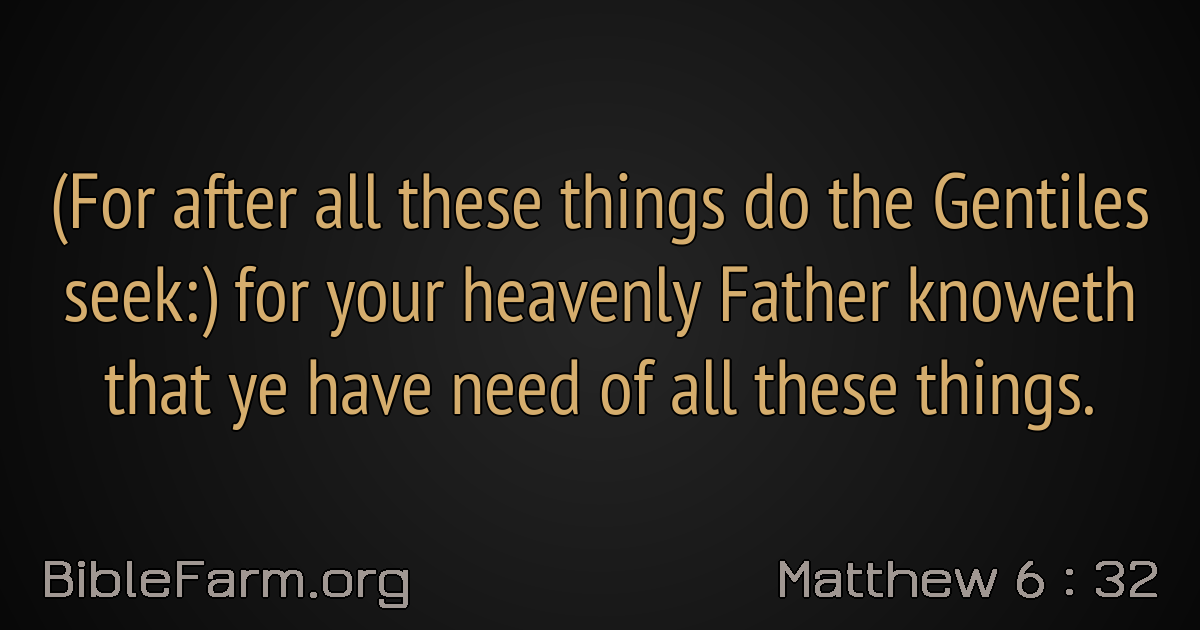 (For after all these things do the Gentiles
seek:) for your heavenly Father knoweth
that ye have need of all these things.
BibleFarm.org
Matthew 6 : 32